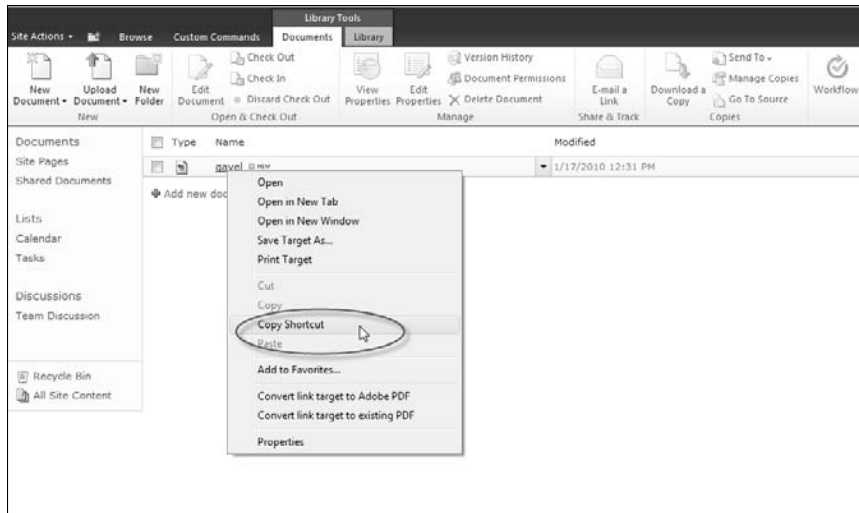 Library Tools
Site Actions Browse Custom Commands Documents Library
New Document
Upload Document
New Folder
New
Edit Document
Check Out
Check In
Discard Check Out
Open & Check Out
View Properties
Edit Properties
Version History
Document Permissions
Delete Document
Manage
E-mail a Link
Share & Track
Download a Copy
Send To
Manage Copies
Go To Source
Copies
Workflow
Documents
Site Pages
Shared Documents
Lists
Calendar
Tasks
Discussions
Team Discussion
Recycle Bin
All Site Content
Type Name Modified
gavel NEW 1/17/2010 12:31 PM
Add new doc
Open
Open in New Tab
Open in New Window
Save Target As...
Print Target
Cut
Copy
Copy Shortcut
Paste
Add to Favorites...
Convert link target to Adobe PDF
Convert link target to existing PDF
Properties